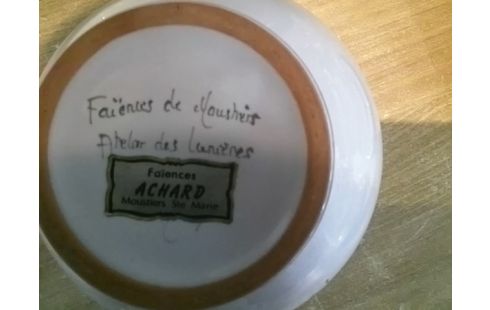 Faïences de Moustiers
Atelier des Lumières
Faïences
ACHARD
Moustiers Ste Marie